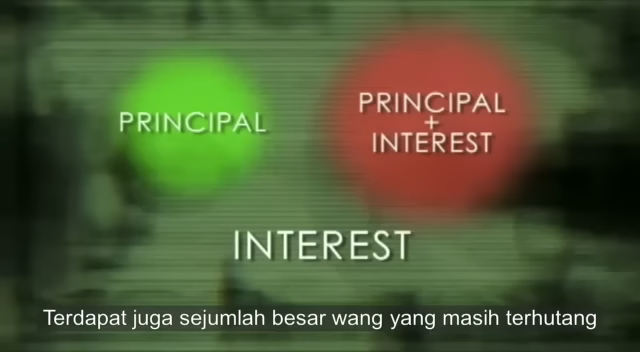 PRINCIPAL
PRINCIPAL
+
INTEREST
INTEREST
Terdapat juga sejumlah besar wang yang masih terhutang